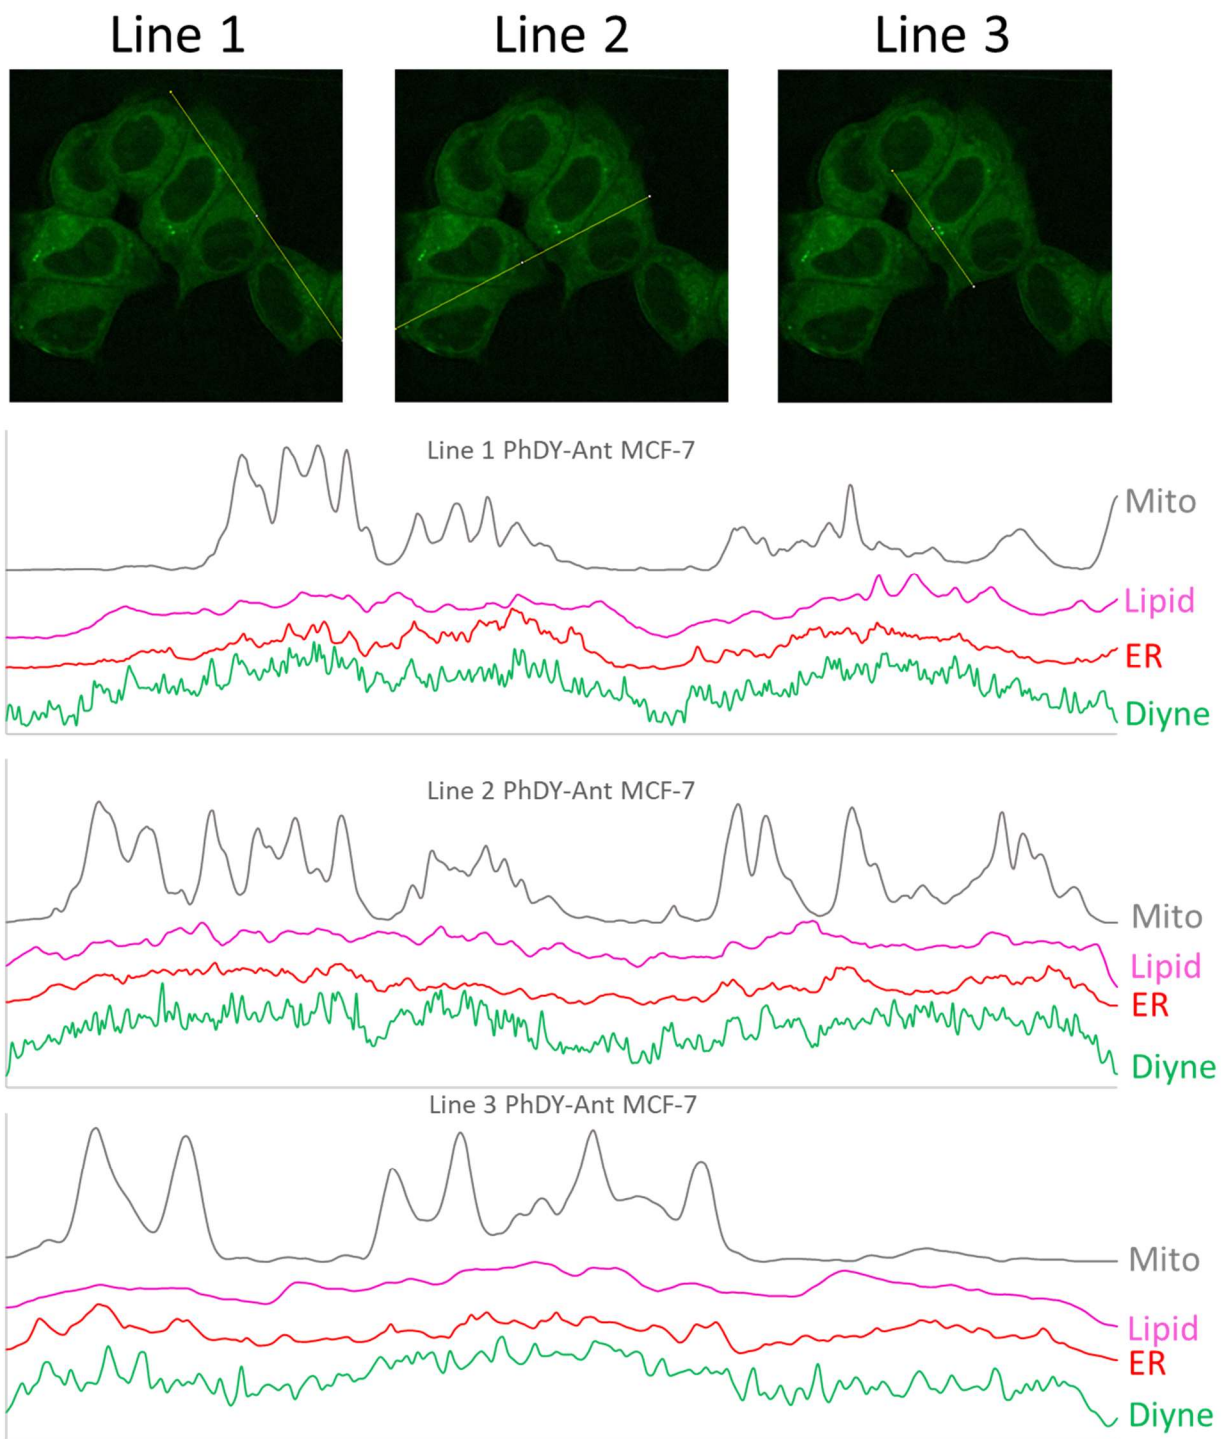 Line 1
Line 2
Line 3
Line 1 PhDY-Ant MCF-7
Mito
Lipid
ER
Diyne
Line 2 PhDY-Ant MCF-7
Mito
Lipid
ER
Diyne
Line 3 PhDY-Ant MCF-7
Mito
Lipid
ER
Diyne